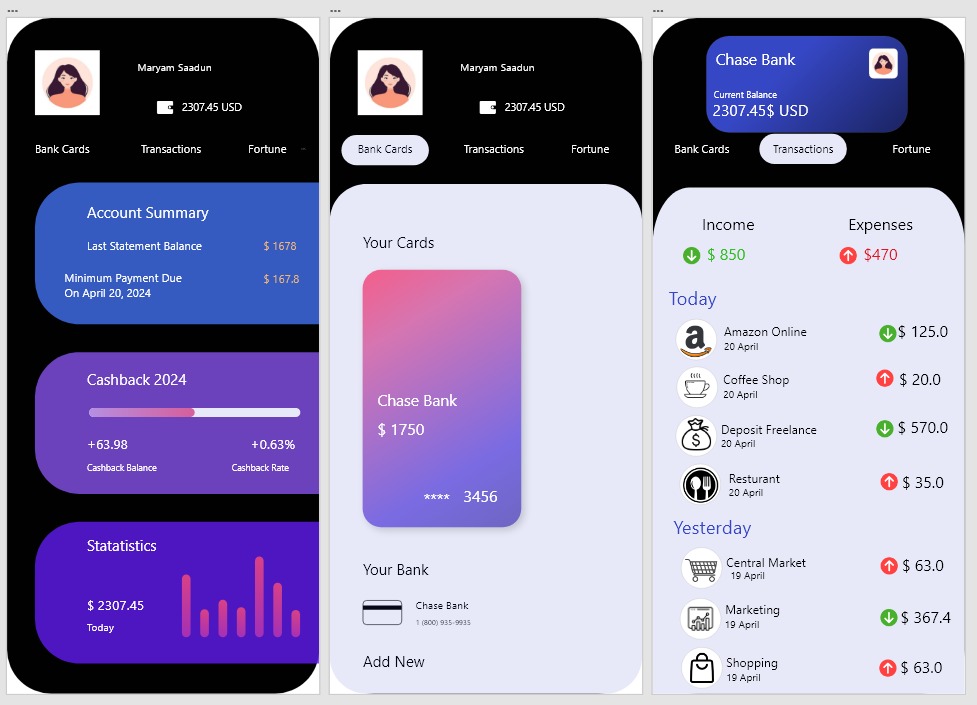 Maryam Saadun
2307.45 USD
Bank Cards
Transactions
Fortune
Account Summary
Last Statement Balance
$ 1678
Minimum Payment Due
On April 20, 2024
$ 167.8
Cashback 2024
+63.98
+0.63%
Cashback Balance
Cashback Rate
Statatistics
$ 2307.45
Today
Maryam Saadun
2307.45 USD
Bank Cards
Transactions
Fortune
Your Cards
Chase Bank
$ 1750
**** 3456
Your Bank
Chase Bank
1 (800) 935-9935
Add New
Chase Bank
Current Balance
2307.45$ USD
Bank Cards
Transactions
Fortune
Income
Expenses
$ 850
$470
Today
Amazon Online
20 April
$ 125.0
Coffee Shop
20 April
$ 20.0
Deposit Freelance
20 April
$ 570.0
Resturant
20 April
$ 35.0
Yesterday
Central Market
19 April
$ 63.0
Marketing
19 April
$ 367.4
Shopping
19 April
$ 63.0